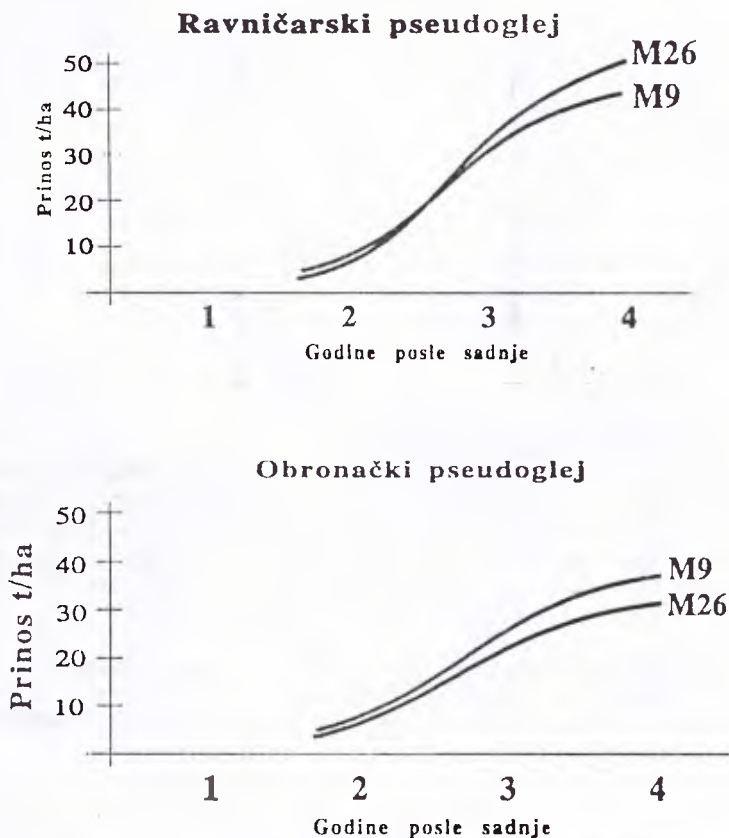 Ravničarski pseudoglej
M26
M9
Prinos t/ha
50
40
30
20
10
1 2 3 4
Godine posle sadnje
Obronački pseudoglej
M9
M26
Prinos t/ha
50
40
30
20
10
1 2 3 4
Godine posle sadnje